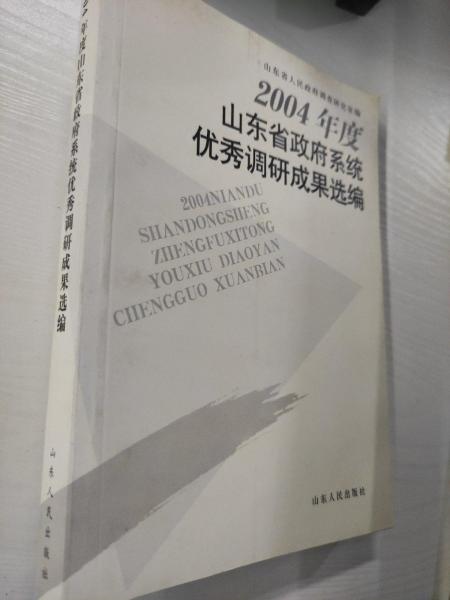 山东省人民政府调查研究室编
2004 年度
山东省政府系统
优秀调研成果选编
2004NIANDU
SHANDONGSHENG
ZHENGFUXITONG
YOUXIU DIAOYAN
CHENGGUO XUANBIAN
山东人民出版社
04年度山东省政府系统优秀调研成果选编
山东人民出版社